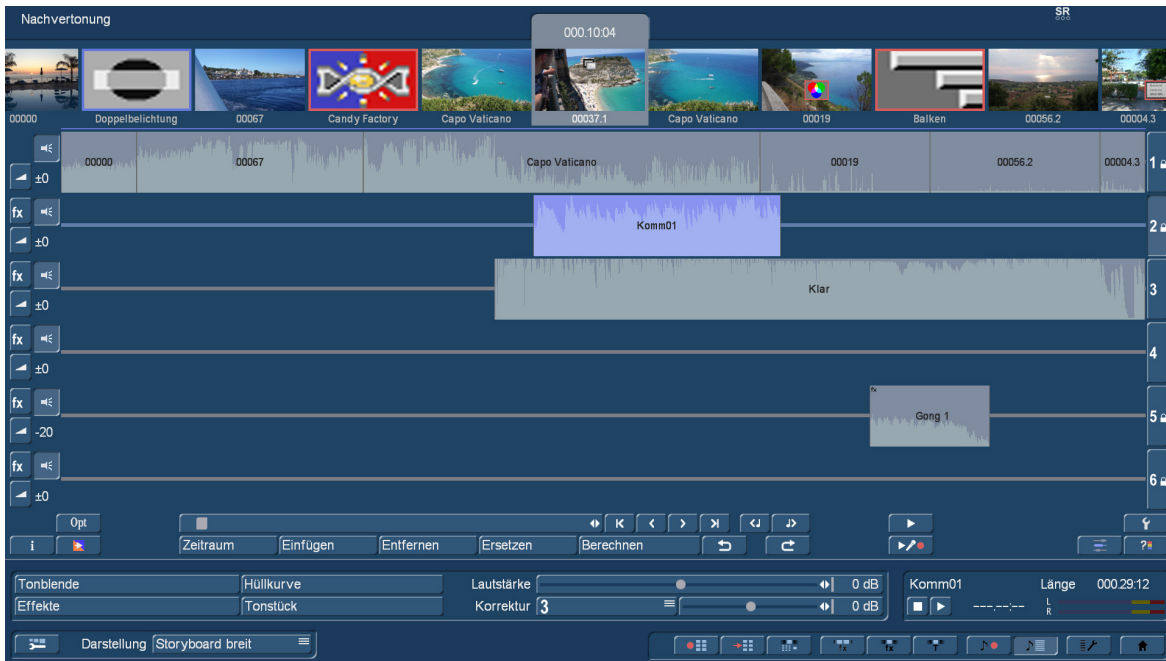 Nachvertonung
SR
000.10:04
00000 Doppelbelichtung 00067 Candy Factory Capo Vaticano 00037.1 Capo Vaticano 00019 Balken 00056.2 00004.3
00000 00067 Capo Vaticano 00019 00056.2 00004.3 1
±0
fx
Komm01 2
±0
fx
Klar 3
±0
fx
4
±0
fx
fx
Gong 1 5
-20
fx
6
±0
Opt
i Zeitraum Einfügen Entfernen Ersetzen Berechnen ?
Tonblende Hüllkurve Lautstärke 0 dB Komm01 Länge 000.29:12
Effekte Tonstück Korrektur 3 0 dB ---.--:-- L
R
Darstellung Storyboard breit fx fx T